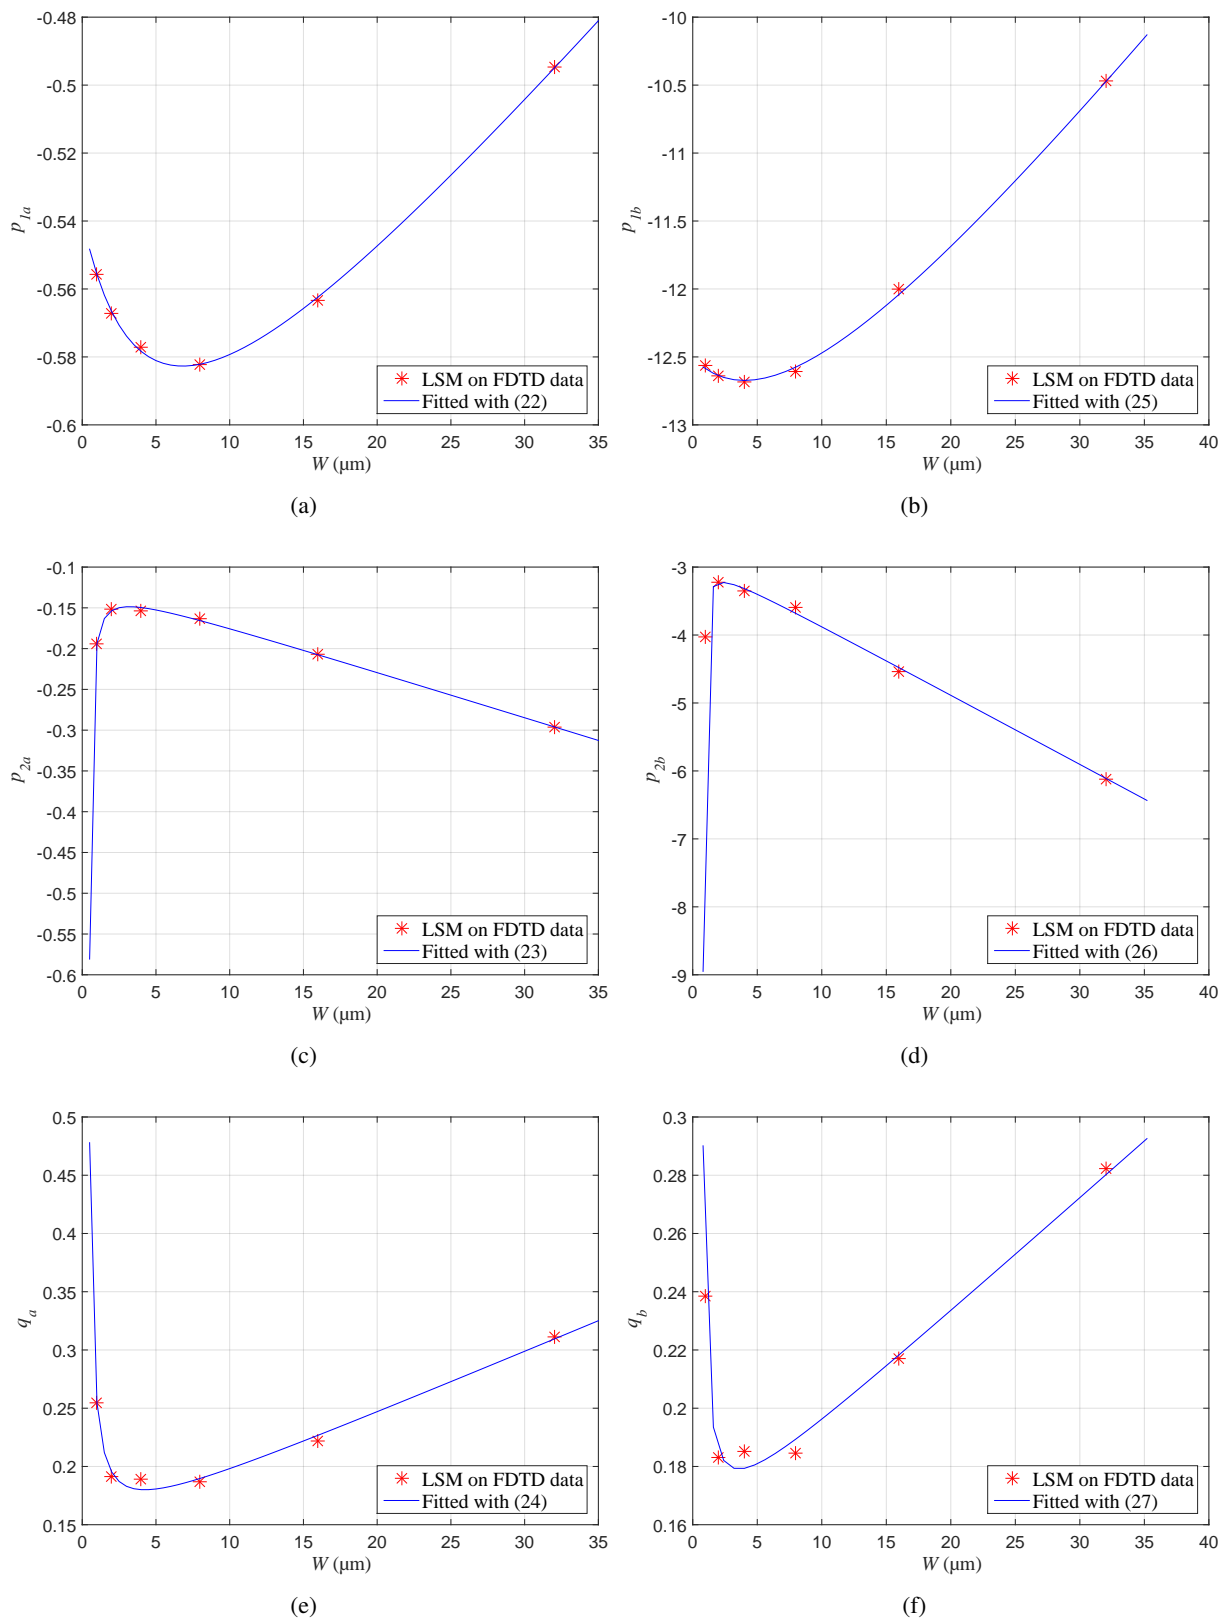 -0.48
-0.5
-0.52
-0.54
-0.56
-0.58
-0.6
p1a
0 5 10 15 20 25 30 35
W (μm)
LSM on FDTD data
Fitted with (22)
(a)
-10
-10.5
-11
-11.5
-12
-12.5
-13
p1b
0 5 10 15 20 25 30 35 40
W (μm)
LSM on FDTD data
Fitted with (25)
(b)
-0.1
-0.15
-0.2
-0.25
-0.3
-0.35
-0.4
-0.45
-0.5
-0.55
-0.6
p2a
0 5 10 15 20 25 30 35
W (μm)
LSM on FDTD data
Fitted with (23)
(c)
-3
-4
-5
-6
-7
-8
-9
p2b
0 5 10 15 20 25 30 35 40
W (μm)
LSM on FDTD data
Fitted with (26)
(d)
0.5
0.45
0.4
0.35
0.3
0.25
0.2
0.15
qa
0 5 10 15 20 25 30 35
W (μm)
LSM on FDTD data
Fitted with (24)
(e)
0.3
0.28
0.26
0.24
0.22
0.2
0.18
0.16
qb
0 5 10 15 20 25 30 35 40
W (μm)
LSM on FDTD data
Fitted with (27)
(f)